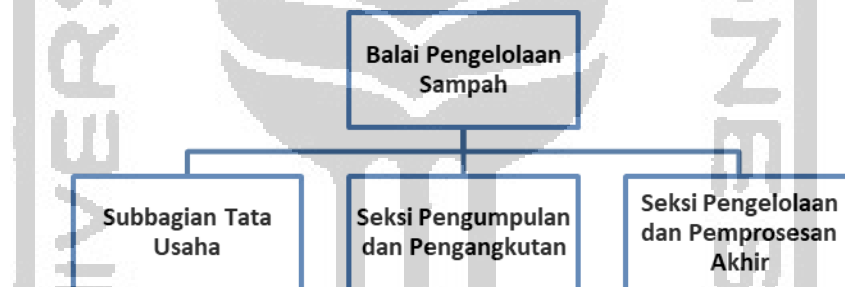 Balai Pengelolaan
Sampah
Subbagian Tata
Usaha
Seksi Pengumpulan
dan Pengangkutan
Seksi Pengelolaan
dan Pemprosesan
Akhir